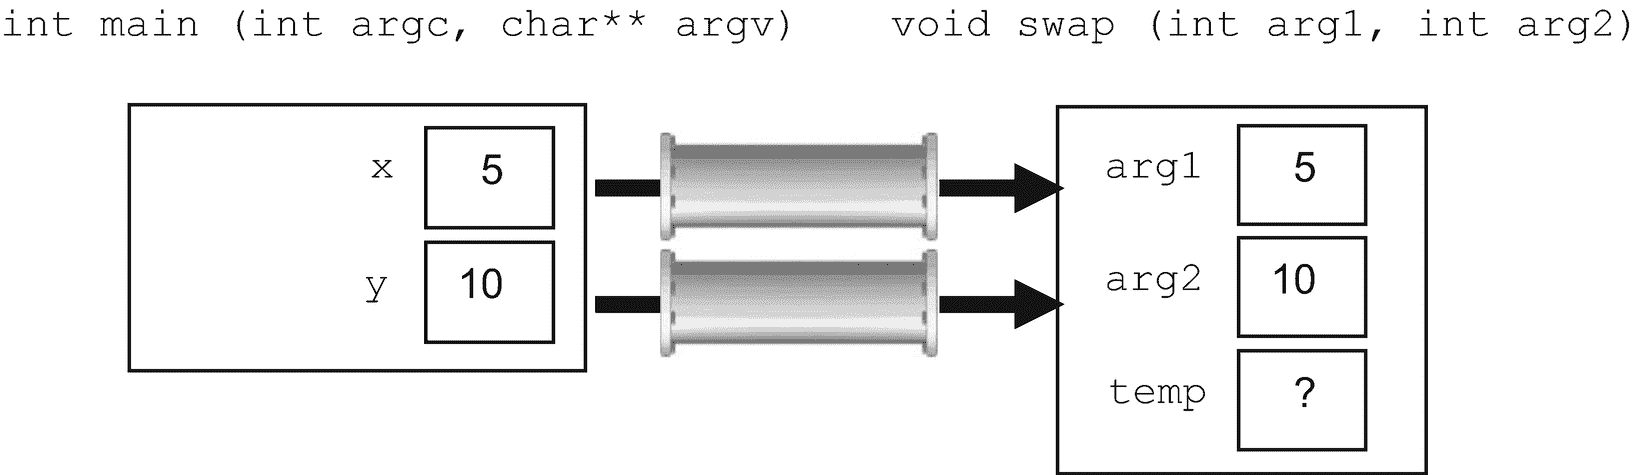 int main (int argc, char** argv)
void swap (int arg1, int arg2)
x 5
y 10
arg1 5
arg2 10
temp ?